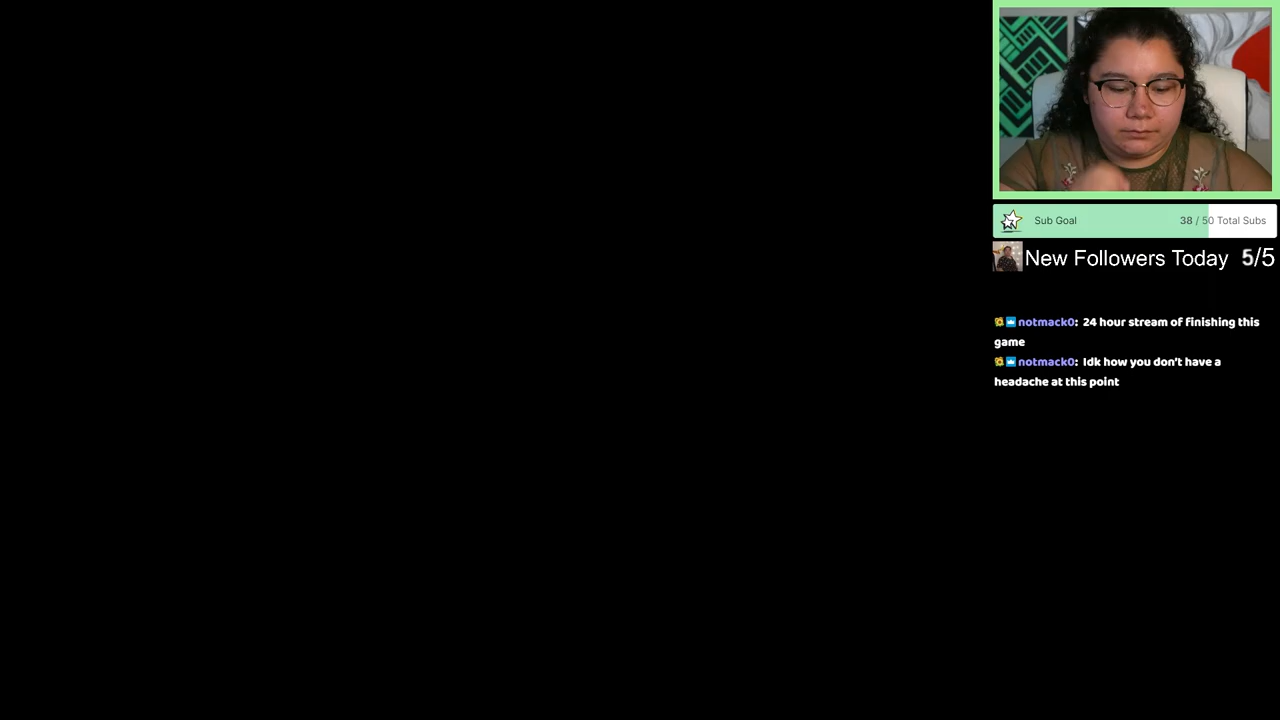 Sub Goal 38 / 50 Total Subs
New Followers Today 5/5
notmack0: 24 hour stream of finishing this
game
notmack0: Idk how you don't have a
headache at this point